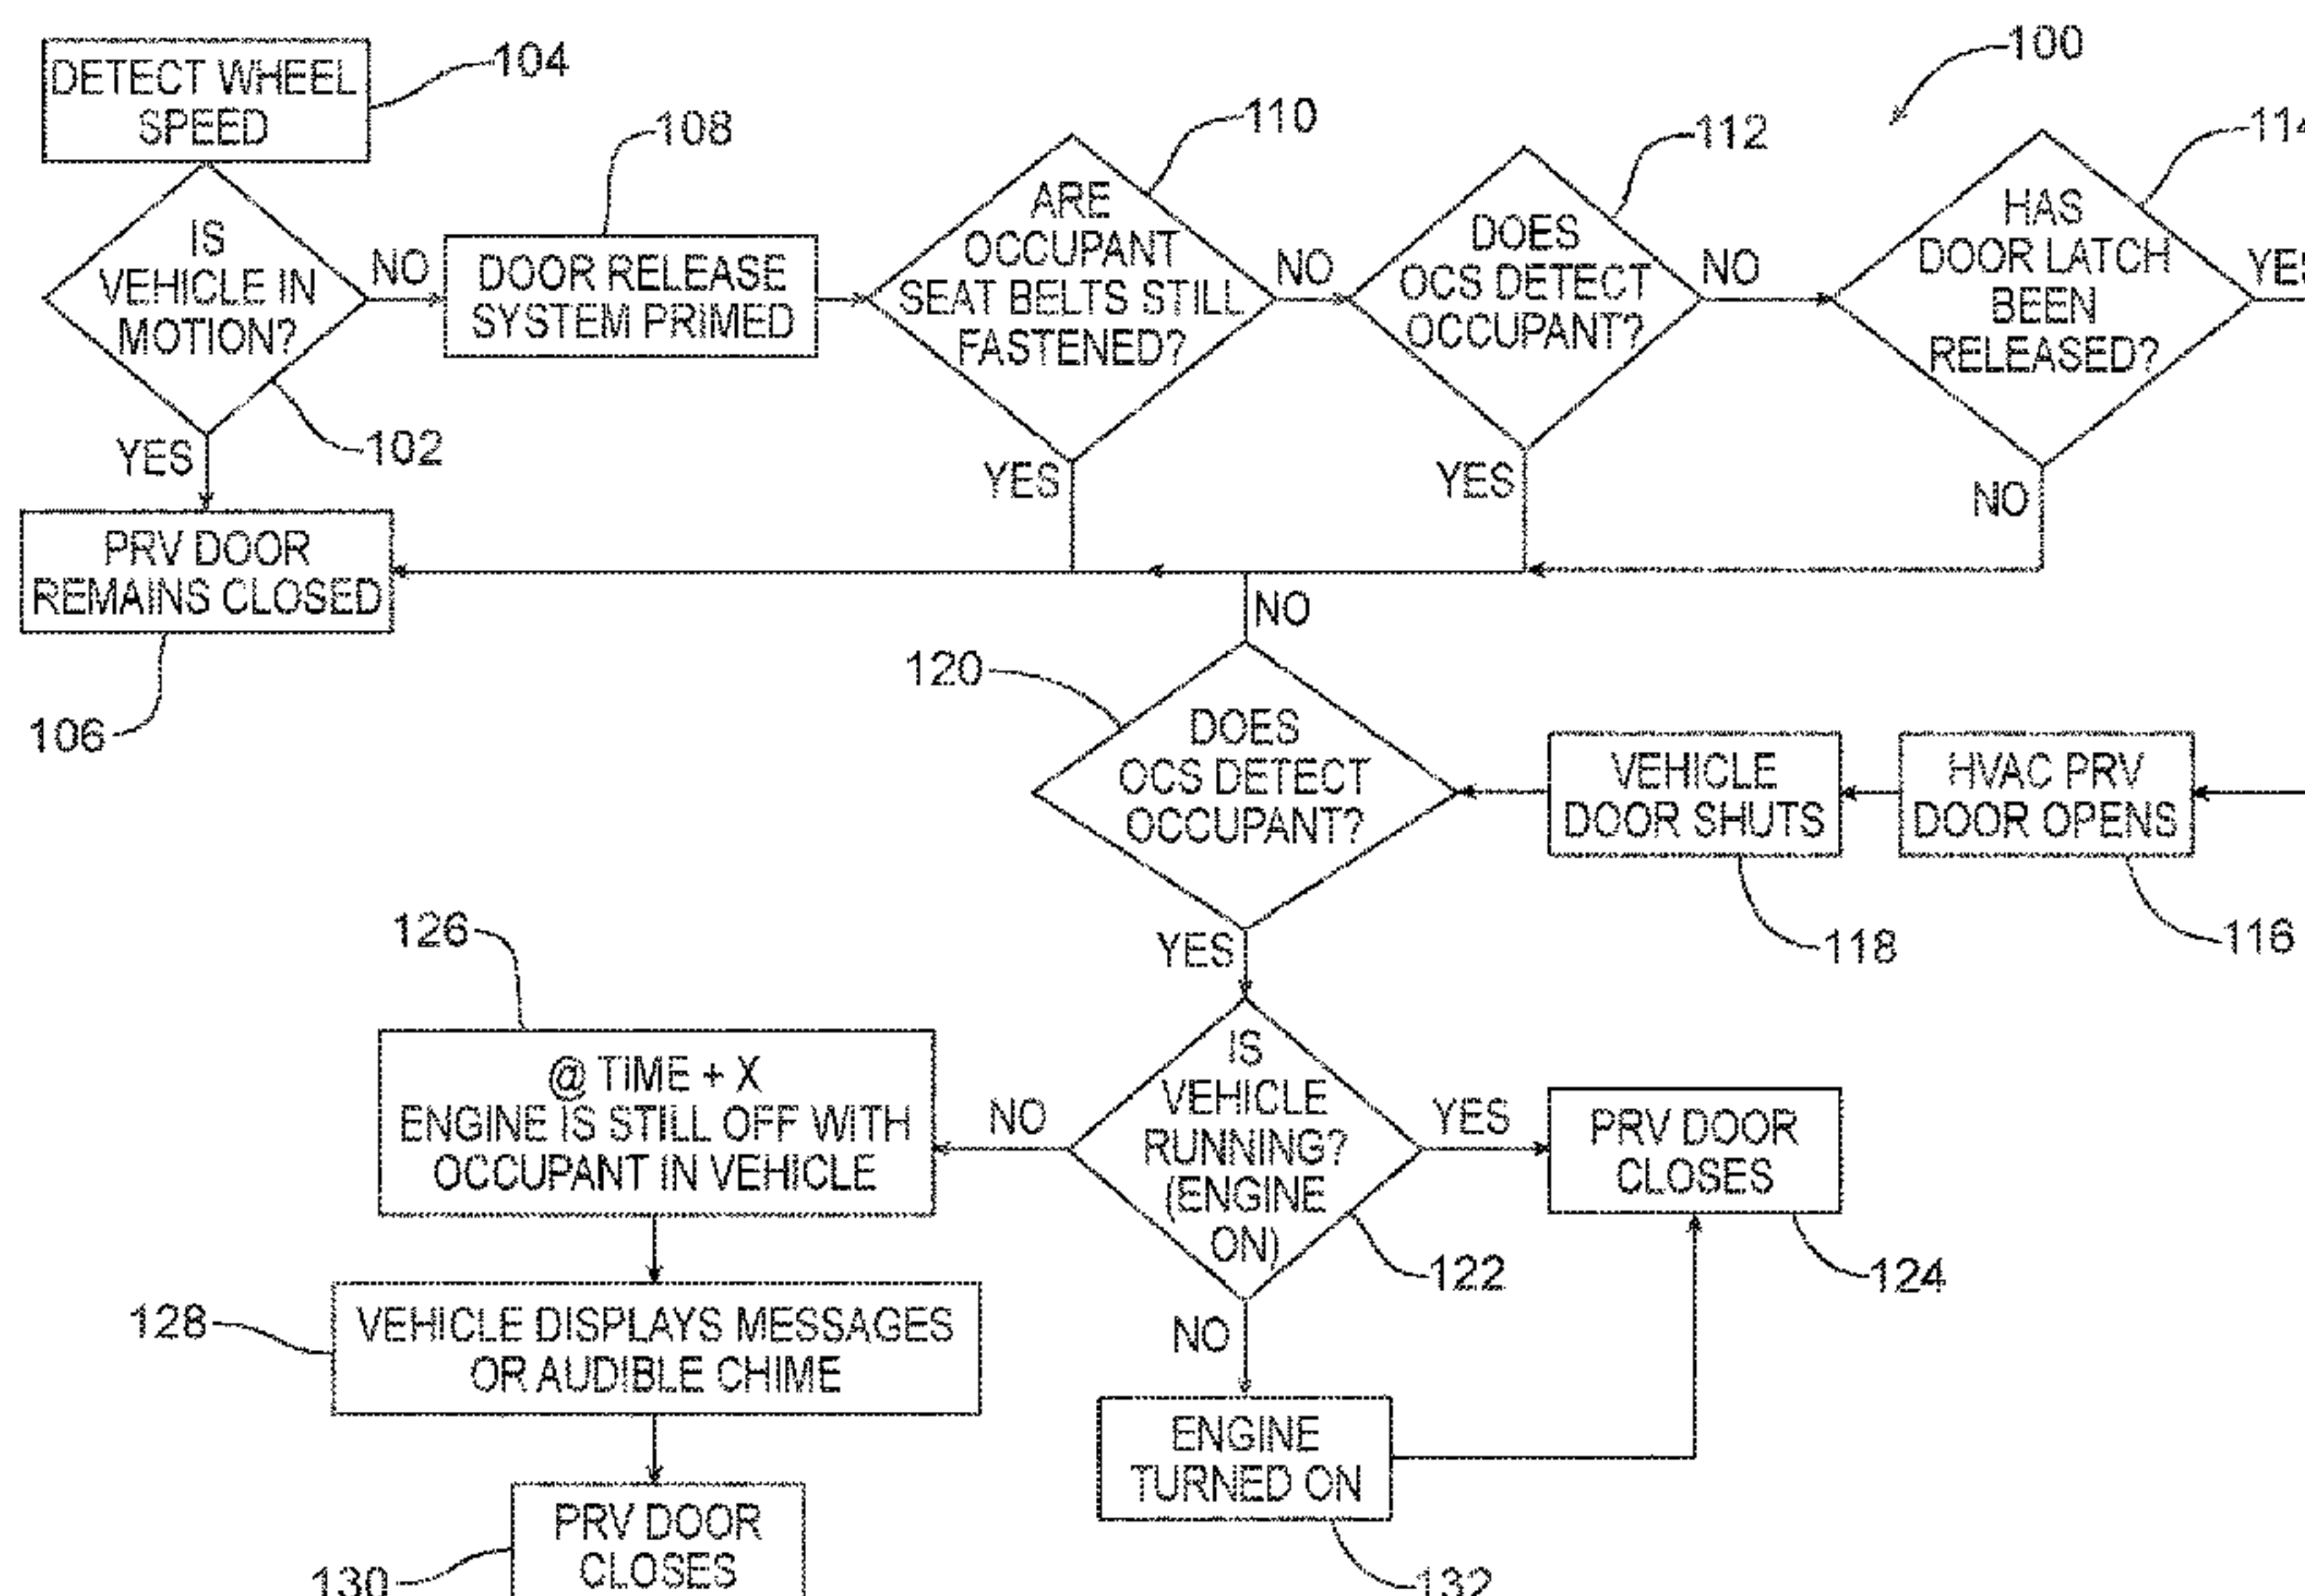 DETECT WHEEL
SPEED
104
100
108
110
112
114
IS
VEHICLE IN
MOTION?
NO
DOOR RELEASE
SYSTEM PRIMED
ARE
OCCUPANT
SEAT BELTS STILL
FASTENED?
NO
DOES
OCS DETECT
OCCUPANT?
NO
HAS
DOOR LATCH
BEEN
RELEASED?
YES
YES
102
YES
YES
NO
PRV DOOR
REMAINS CLOSED
106
NO
120
DOES
OCS DETECT
OCCUPANT?
VEHICLE
DOOR SHUTS
HVAC PRV
DOOR OPENS
118
116
YES
126
@ TIME + X
ENGINE IS STILL OFF WITH
OCCUPANT IN VEHICLE
NO
IS
VEHICLE
RUNNING?
(ENGINE
ON)
YES
PRV DOOR
CLOSES
122
124
128
VEHICLE DISPLAYS MESSAGES
OR AUDIBLE CHIME
NO
ENGINE
TURNED ON
PRV DOOR
CLOSES
130
132